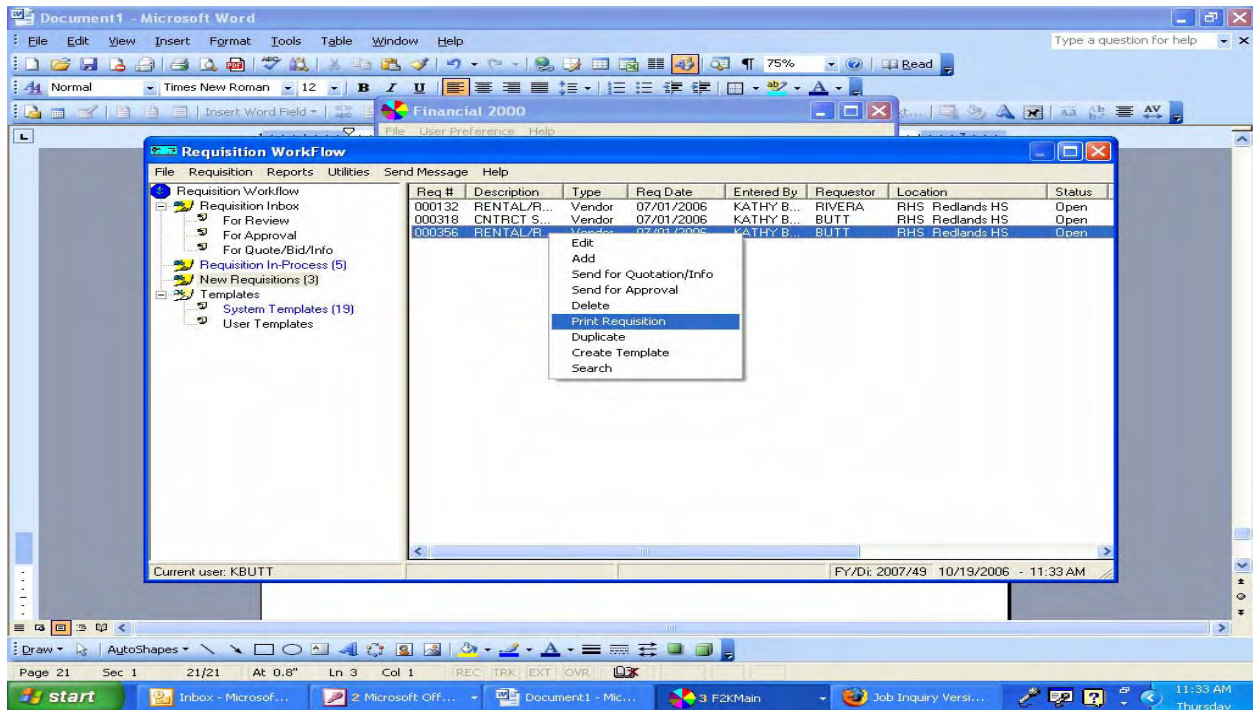 Document1 - Microsoft Word
File Edit View Insert Format Tools Table Window Help Type a question for help
75% Read
Normal Times New Roman 12 B I U
Insert Word Field
Financial 2000
File User Preference Help
Requisition WorkFlow
File Requisition Reports Utilities Send Message Help
Requisition Workflow
Requisition Inbox
For Review
For Approval
For Quote/Bid/Info
Requisition In-Process (5)
New Requisitions (3)
Templates
System Templates (19)
User Templates
Req # Description Type Req Date Entered By Requestor Location Status
000132 RENTAL/R... Vendor 07/01/2006 KATHY B... RIVERA RHS Redlands HS Open
000318 CNTRCT S... Vendor 07/01/2006 KATHY B... BUTT RHS Redlands HS Open
000356 RENTAL/R... Vendor 07/01/2006 KATHY B... BUTT RHS Redlands HS Open
Edit
Add
Send for Quotation/Info
Send for Approval
Delete
Print Requisition
Duplicate
Create Template
Search
Current user: KBUTT FY/Di: 2007/49 10/19/2006 - 11:33 AM
Draw AutoShapes
Page 21 Sec 1 21/21 At 0.8" Ln 3 Col 1 REC TRK EXT OVR
start Inbox - Microsof... 2 Microsoft Off... Document1 - Mic... 3 F2KMain Job Inquiry Versi... 11:33 AM
Thursday